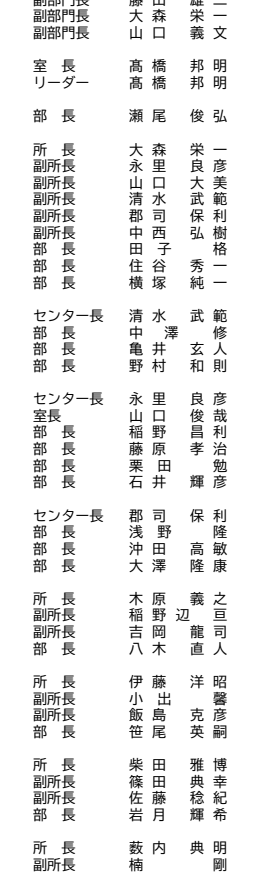 副部門長 藤田 雄二
副部門長 大森 栄一
副部門長 山口 義文
室長 髙橋 邦明
リーダー 髙橋 邦明
部長 瀬尾 俊弘
所長 大森 栄一
副所長 永里 良彦
副所長 山口 大美
副所長 清水 武範
副所長 郡司 保利
副所長 中西 弘樹
部長 田子 格
部長 住谷 秀一
部長 横塚 純一
センター長 清水 武範
部長 中澤 修
部長 亀井 玄人
部長 野村 和則
センター長 永里 良彦
室長 山口 俊哉
部長 稲野 昌利
部長 藤原 孝治
部長 栗田 勉
部長 石井 輝彦
センター長 郡司 保利
部長 浅野 隆
部長 沖田 高敏
部長 大澤 隆康
所長 木原 義之
副所長 稲野辺 亘
副所長 吉岡 龍司
部長 八木 直人
所長 伊藤 洋昭
副所長 小出 馨
副所長 飯島 克彦
部長 笹尾 英嗣
所長 柴田 雅博
副所長 篠田 典幸
副所長 佐藤 稔紀
部長 岩月 輝希
所長 薮内 典明
副所長 楠 剛